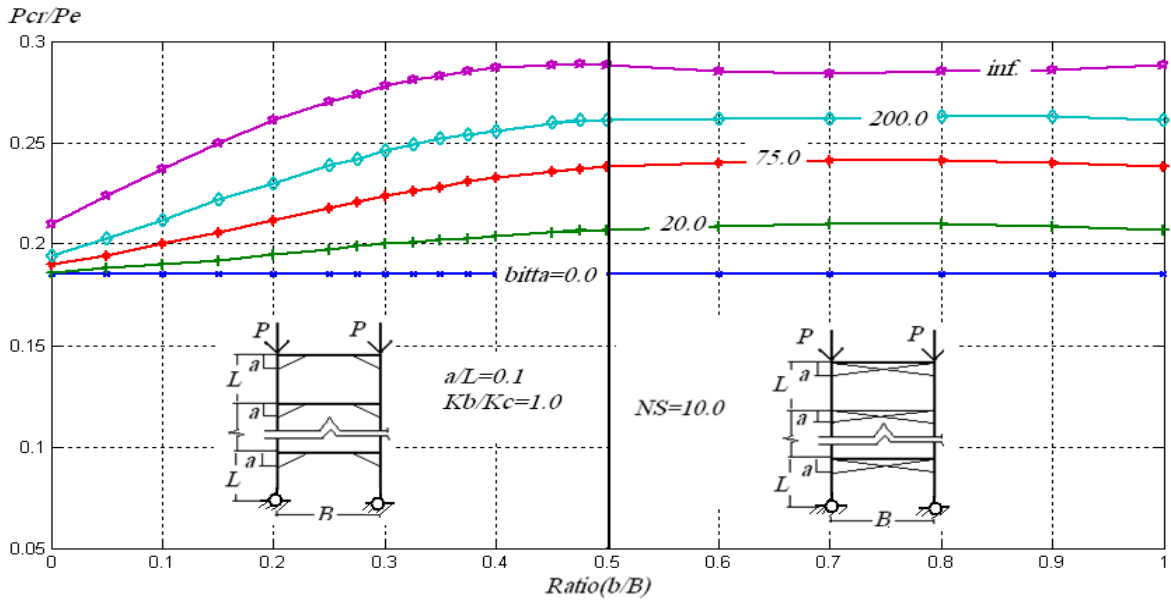 Pcr/Pe
0.3
0.25
0.2
0.15
0.1
0.05
inf.
200.0
75.0
20.0
bitta=0.0
P P
a
L
a
a
L
B
a/L=0.1
Kb/Kc=1.0
NS=10.0
P P
a
L
a
a
L
B
0 0.1 0.2 0.3 0.4 0.5 0.6 0.7 0.8 0.9 1
Ratio(b/B)